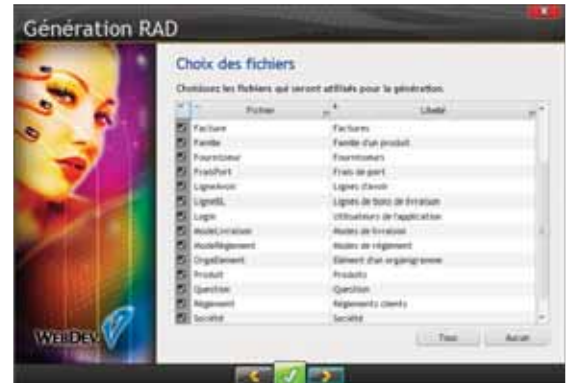 Génération RAD
Choix des fichiers
Choisissez les fichiers qui seront utilisés pour la génération.
Fichier Libellé
Facture Factures
Famille Famille d'un produit
Fournisseur Fournisseurs
FraisPort Frais de port
LigneAvoir Lignes d'avoir
LigneBL Lignes de bons de livraison
Login Utilisateurs de l'application
ModeLivraison Modes de livraison
ModeRèglement Modes de règlement
OrgaElement Elément d'un organigramme
Produit Produits
Question Question
Règlement Règlements clients
Société Société
Tous Aucun
WEBDEV